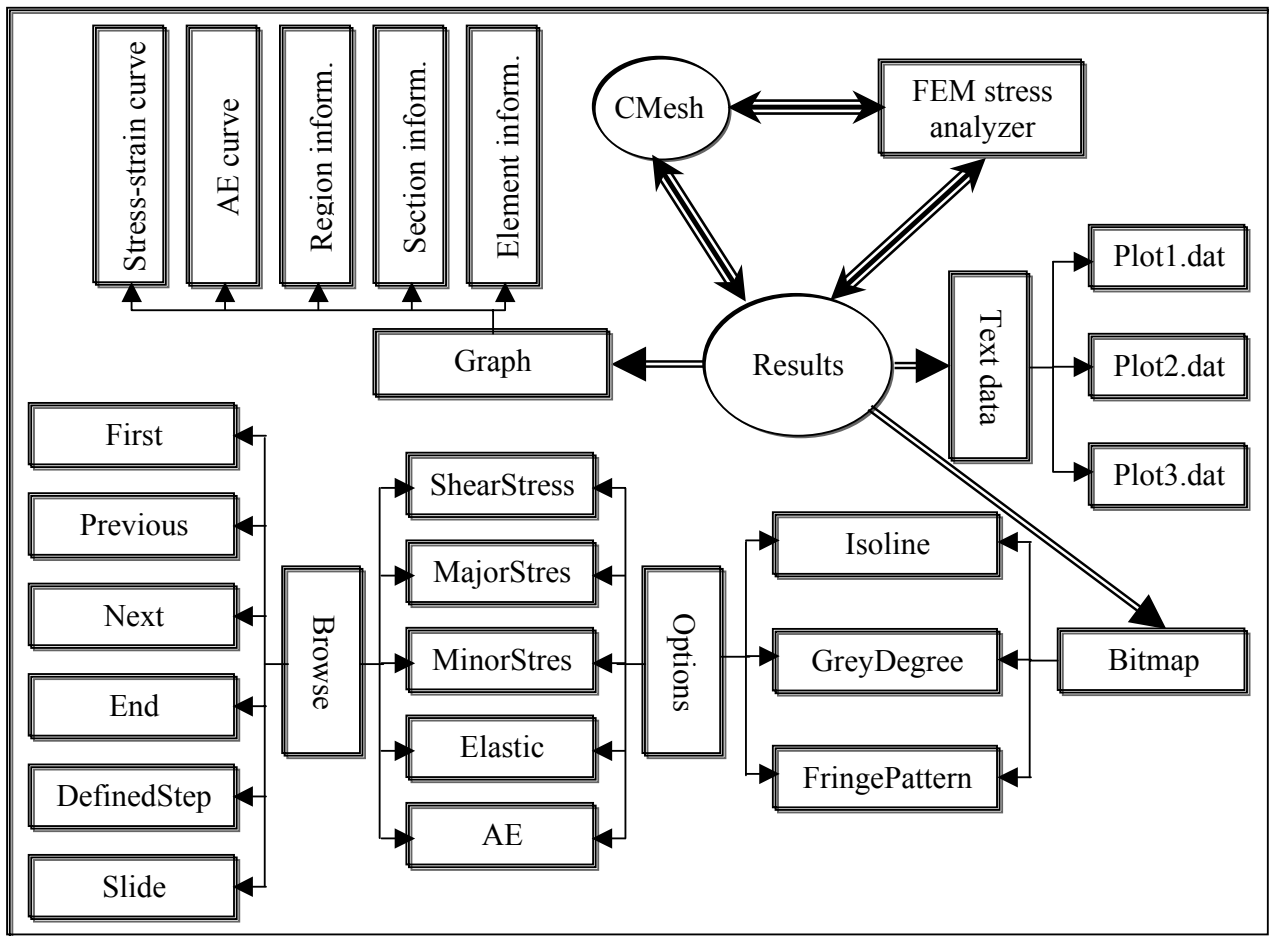 Stress-strain curve
AE curve
Region inform.
Section inform.
Element inform.
CMesh
FEM stress
analyzer
Graph
Results
Text data
Plot1.dat
Plot2.dat
Plot3.dat
First
Previous
Next
End
DefinedStep
Slide
Browse
ShearStress
MajorStres
MinorStres
Elastic
AE
Options
Isoline
GreyDegree
FringePattern
Bitmap